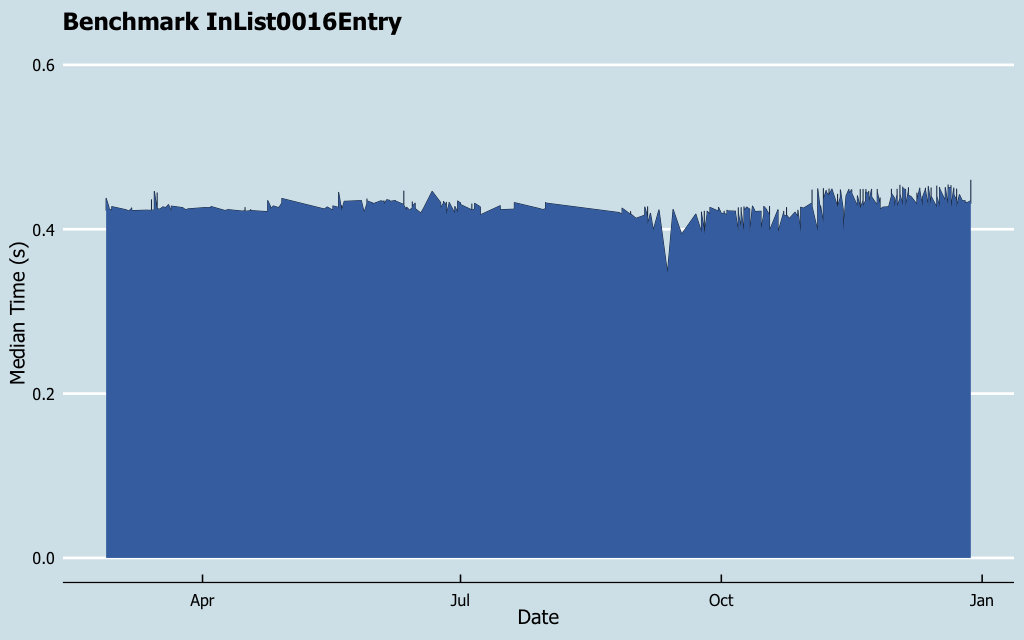 Benchmark InList0016Entry
0.6
0.4
0.2
0.0
Median Time (s)
Apr Jul Oct Jan
Date